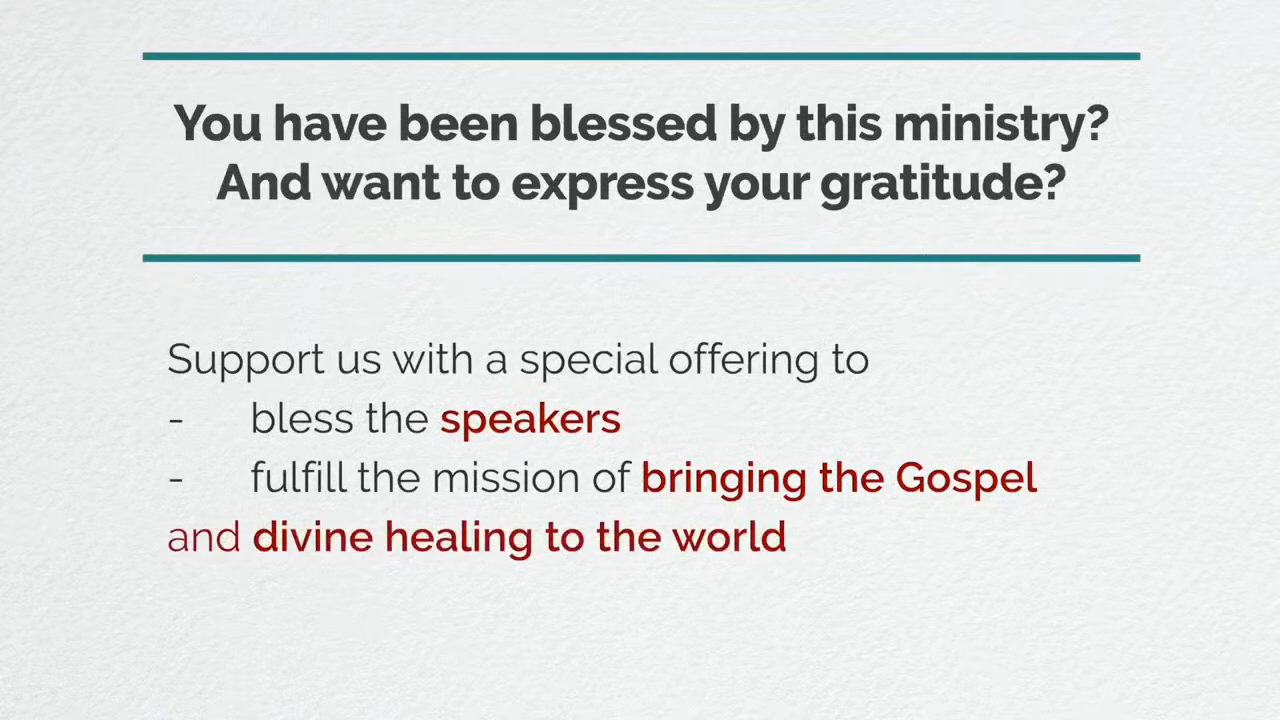 You have been blessed by this ministry?
And want to express your gratitude?
Support us with a special offering to
- bless the speakers
- fulfill the mission of bringing the Gospel
and divine healing to the world